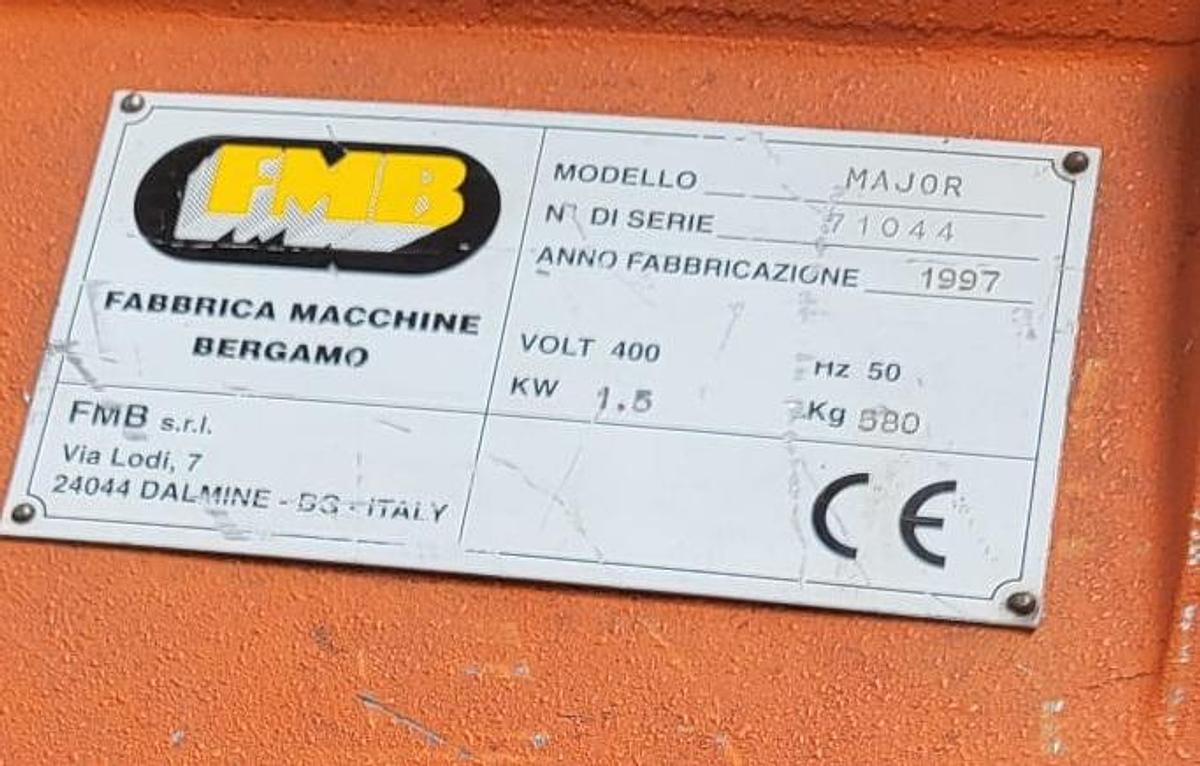 FMB
FABBRICA MACCHINE
BERGAMO
FMB s.r.l.
Via Lodi, 7
24044 DALMINE - BG - ITALY
MODELLO MAJOR
N° DI SERIE 71044
ANNO FABBRICAZIONE 1997
VOLT 400 Hz 50
KW 1.5 Kg 580
CE